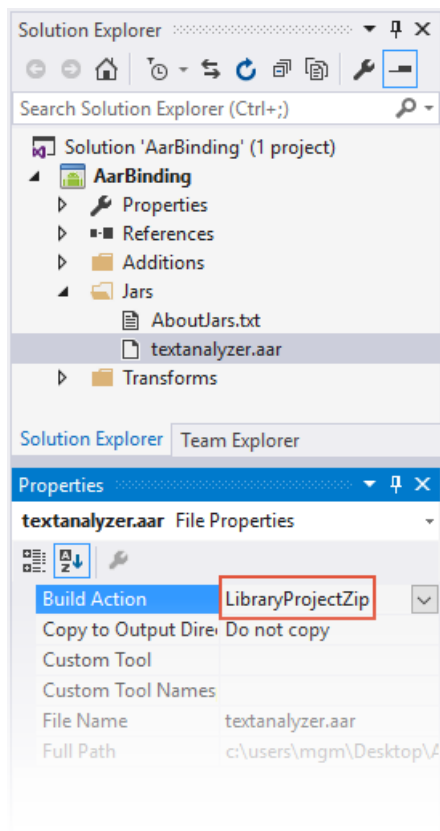 Solution Explorer
Search Solution Explorer (Ctrl+;)
Solution 'AarBinding' (1 project)
AarBinding
Properties
References
Additions
Jars
AboutJars.txt
textanalyzer.aar
Transforms
Solution Explorer Team Explorer
Properties
textanalyzer.aar File Properties
Build Action LibraryProjectZip
Copy to Output Dire Do not copy
Custom Tool
Custom Tool Names
File Name textanalyzer.aar
Full Path c:\users\mgm\Desktop\A